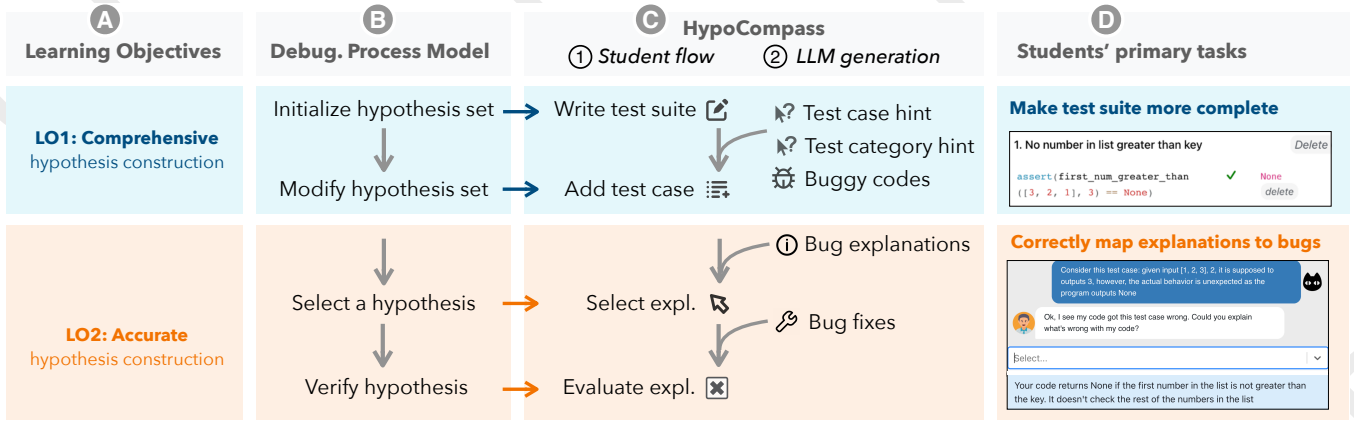 A
Learning Objectives
B
Debug. Process Model
C
HypoCompass
1 Student flow
2 LLM generation
D
Students' primary tasks
LO1: Comprehensive
hypothesis construction
Initialize hypothesis set
Modify hypothesis set
Write test suite
Add test case
Test case hint
Test category hint
Buggy codes
Make test suite more complete
1. No number in list greater than key
Delete
assert(first_num_greater_than
([3, 2, 1], 3) == None)
None
delete
LO2: Accurate
hypothesis construction
Select a hypothesis
Verify hypothesis
Bug explanations
Select expl.
Bug fixes
Evaluate expl.
Correctly map explanations to bugs
Consider this test case: given input [1, 2, 3], 2, it is supposed to
outputs 3, however, the actual behavior is unexpected as the
program outputs None
Ok, I see my code got this test case wrong. Could you explain
what's wrong with my code?
Select...
Your code returns None if the first number in the list is not greater than
the key. It doesn't check the rest of the numbers in the list